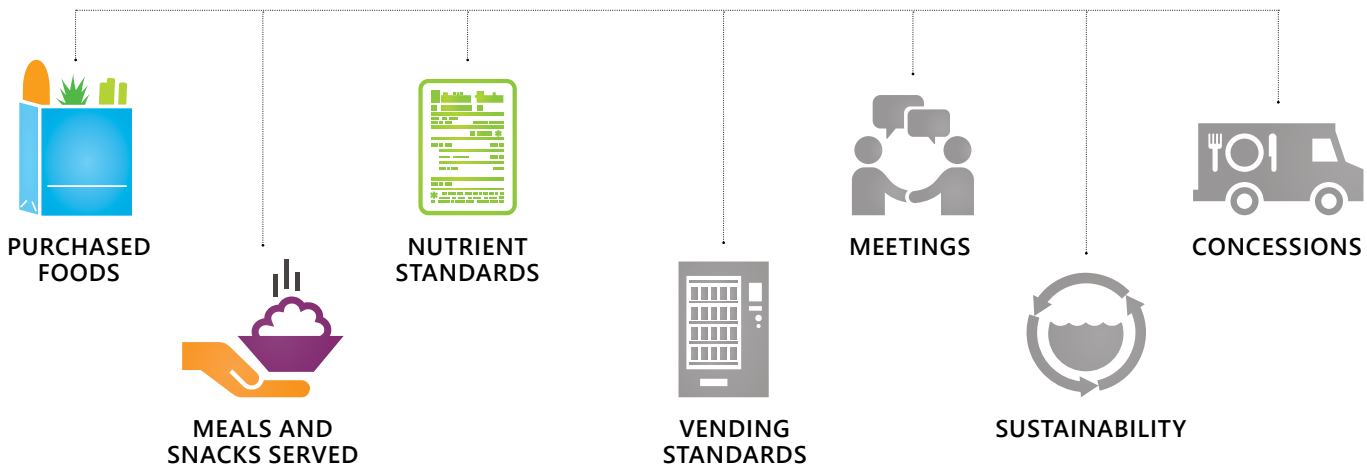 PURCHASED
FOODS
MEALS AND
SNACKS SERVED
NUTRIENT
STANDARDS
VENDING
STANDARDS
MEETINGS
SUSTAINABILITY
CONCESSIONS